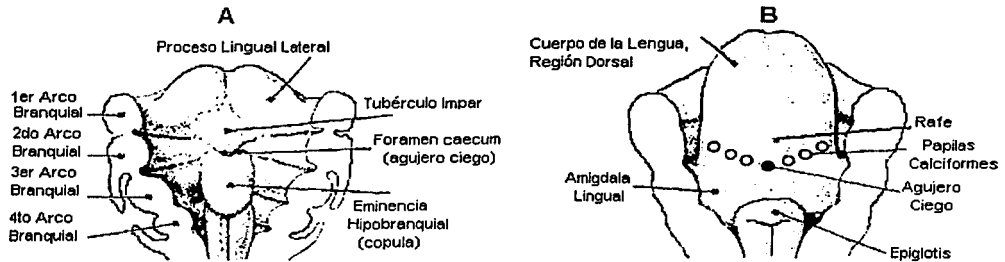 A
Proceso Lingual Lateral
1er Arco
Branquial
2do Arco
Branquial
3er Arco
Branquial
4to Arco
Branquial
Tubérculo Impar
Foramen caecum
(agujero ciego)
Eminencia
Hipobranquial
(copula)
B
Cuerpo de la Lengua,
Región Dorsal
Amigdala
Lingual
Rafe
Papilas
Calciformes
Agujero
Ciego
Epiglotis